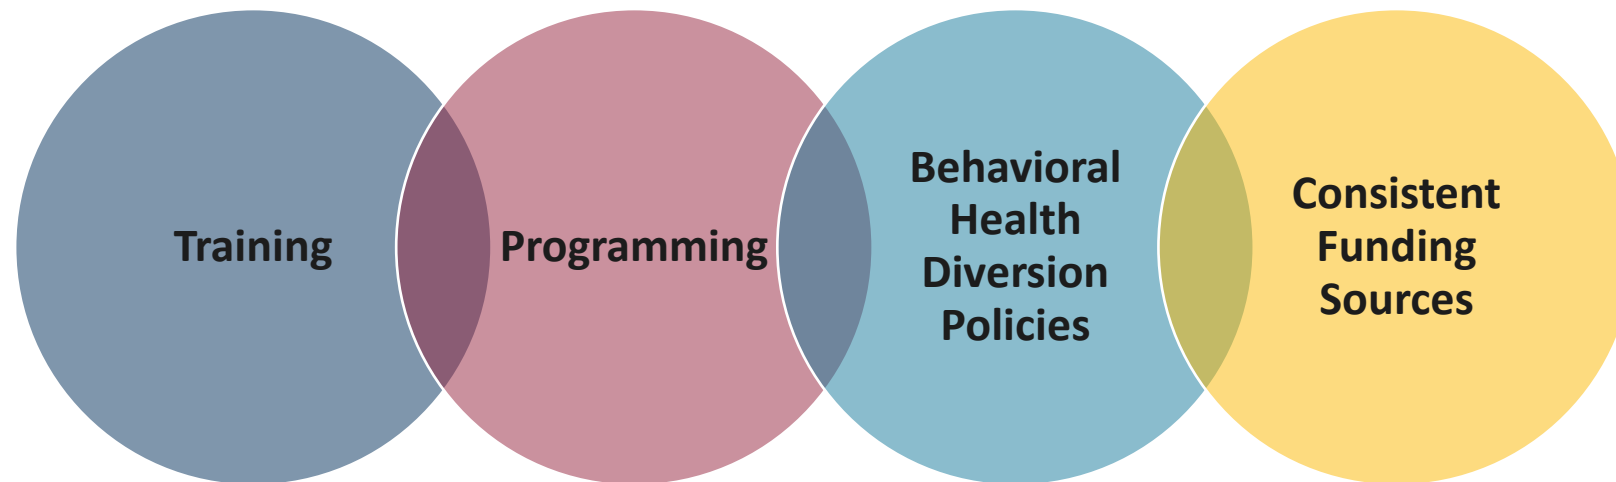 Training
Programming
Behavioral
Health
Diversion
Policies
Consistent
Funding
Sources